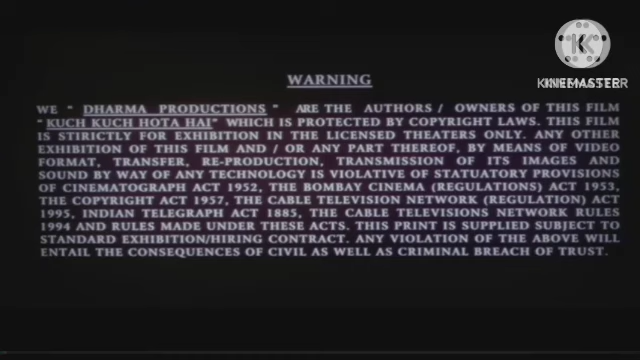 KINEMASTER
WARNING
WE " DHARMA PRODUCTIONS " ARE THE AUTHORS / OWNERS OF THIS FILM
"KUCH KUCH HOTA HAI" WHICH IS PROTECTED BY COPYRIGHT LAWS. THIS FILM
IS STIRICTLY FOR EXHIBITION IN THE LICENSED THEATERS ONLY. ANY OTHER
EXHIBITION OF THIS FILM AND / OR ANY PART THEREOF, BY MEANS OF VIDEO
FORMAT, TRANSFER, RE-PRODUCTION, TRANSMISSION OF ITS IMAGES AND
SOUND BY WAY OF ANY TECHNOLOGY IS VIOLATIVE OF STATUATORY PROVISIONS
OF CINEMATOGRAPH ACT 1952, THE BOMBAY CINEMA (REGULATIONS) ACT 1953,
THE COPYRIGHT ACT 1957, THE CABLE TELEVISION NETWORK (REGULATION) ACT
1995, INDIAN TELEGRAPH ACT 1885, THE CABLE TELEVISIONS NETWORK RULES
1994 AND RULES MADE UNDER THESE ACTS. THIS PRINT IS SUPPLIED SUBJECT TO
STANDARD EXHIBITION/HIRING CONTRACT. ANY VIOLATION OF THE ABOVE WILL
ENTAIL THE CONSEQUENCES OF CIVIL AS WELL AS CRIMINAL BREACH OF TRUST.